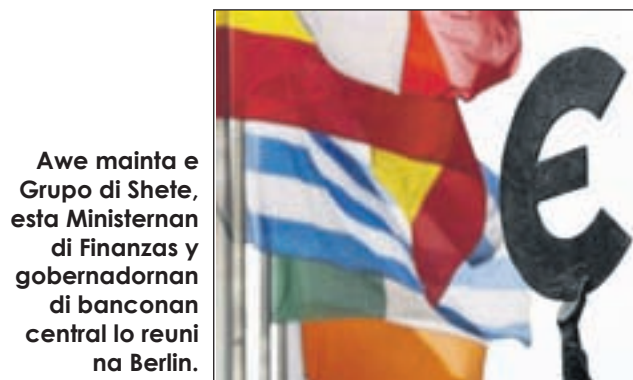 Awe mainta e
Grupo di Shete,
esta Ministernan
di Finanzas y
gobernadornan
di banconan
central lo reuni
na Berlin.